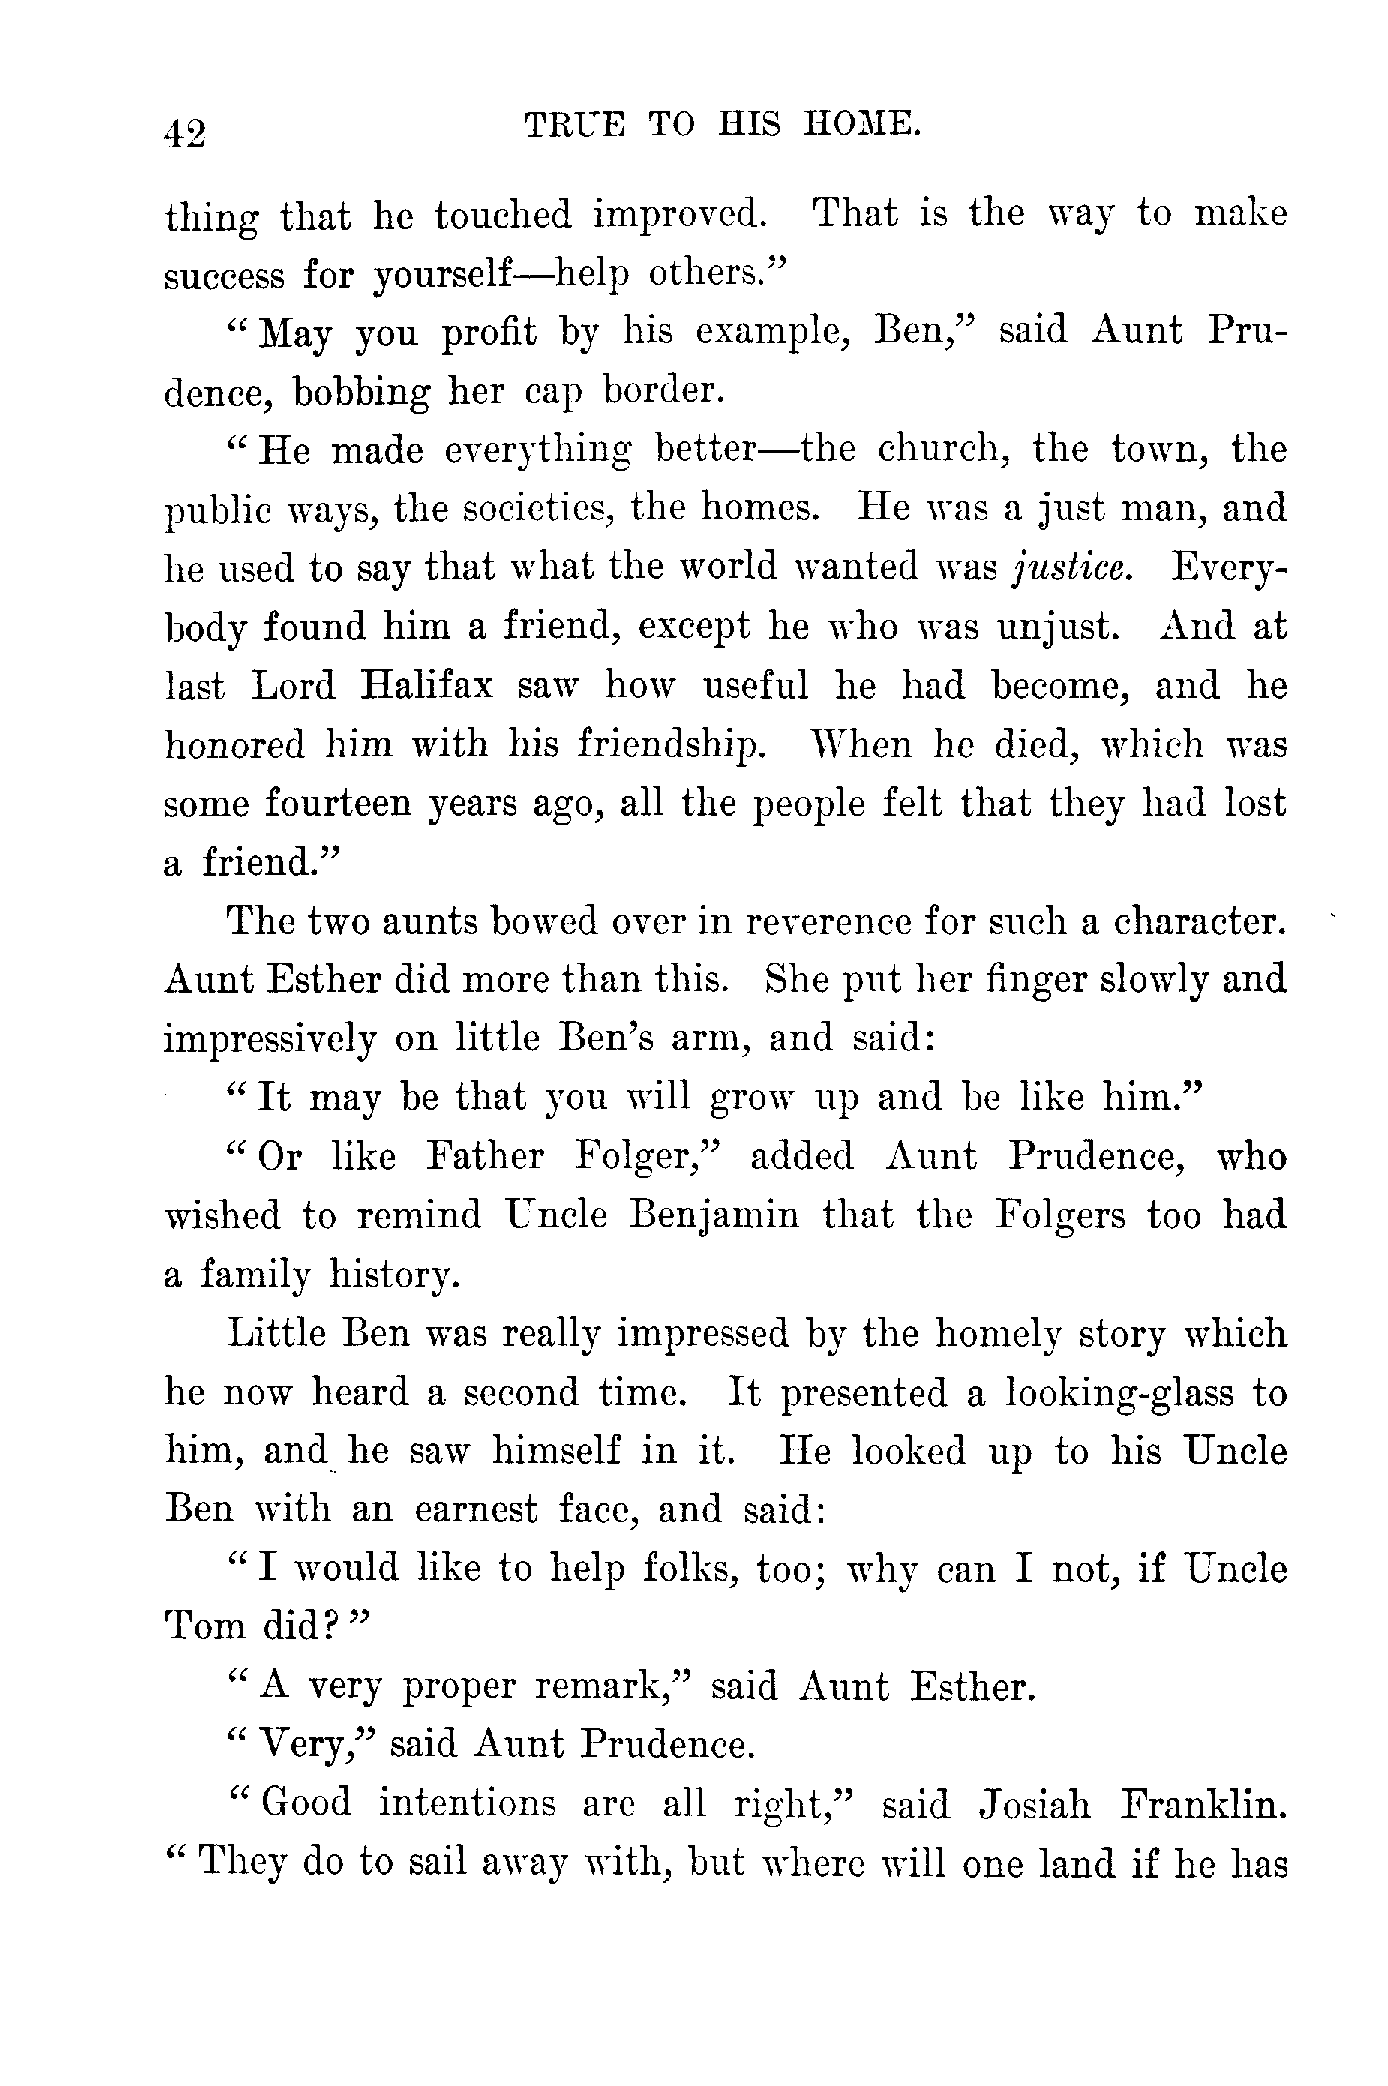 42 TRUE TO HIS HOME.
thing that he touched improved. That is the way to make
success for yourself—help others.”
“ May you profit by his example, Ben,” said Aunt Pru-
dence, bobbing her cap border.
“ He made everything better—the church, the town, the
public ways, the societies, the homes. He was a just man, and
he used to say that what the world wanted was justice. Every-
body found him a friend, except he who was unjust. And at
last Lord Halifax saw how useful he had become, and he
honored him with his friendship. When he died, which was
some fourteen years ago, all the people felt that they had lost
a friend.”
The two aunts bowed over in reverence for such a character.
Aunt Esther did more than this. She put her finger slowly and
impressively on little Ben’s arm, and said:
“ It may be that you will grow up and be like him.”
“ Or like Father Folger,” added Aunt Prudence, who
wished to remind Uncle Benjamin that the Folgers too had
a family history.
Little Ben was really impressed by the homely story which
he now heard a second time. It presented a looking-glass to
him, and he saw himself in it. He looked up to his Uncle
Ben with an earnest face, and said:
“ I would like to help folks, too; why can I not, if Uncle
Tom did? ”
“ A very proper remark,” said Aunt Esther.
“ Very,” said Aunt Prudence.
“ Good intentions are all right,” said Josiah Franklin.
“ They do to sail away with, but where will one land if he has